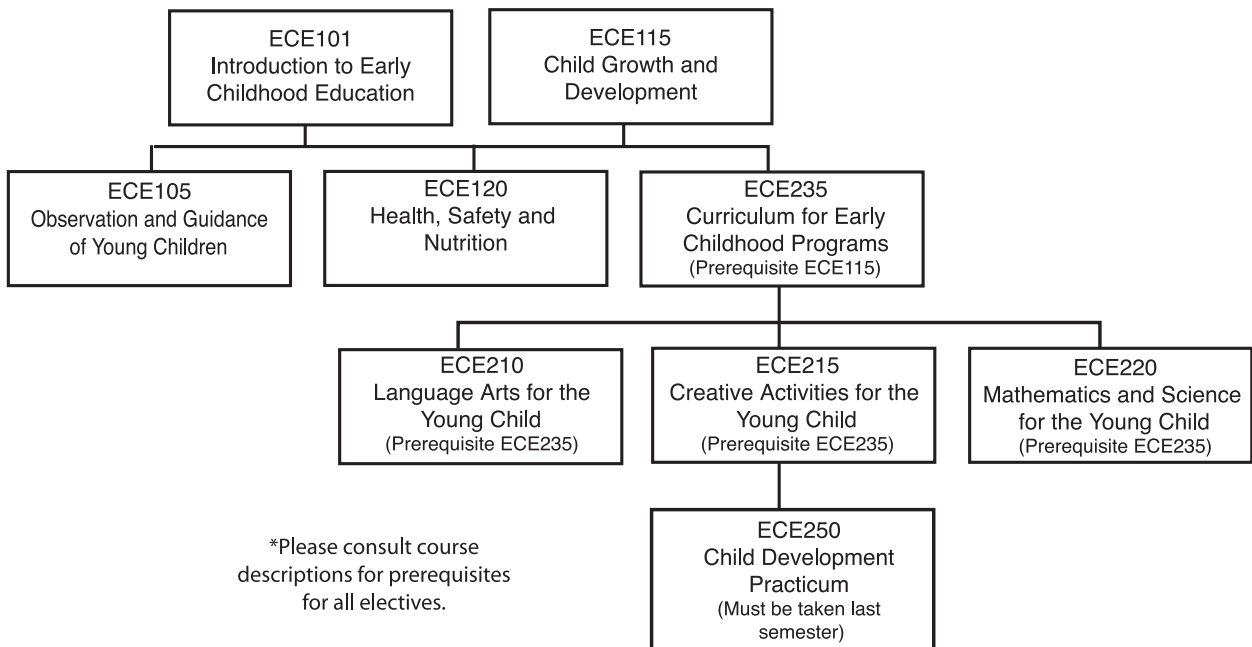 ECE101
Introduction to Early
Childhood Education
ECE115
Child Growth and
Development
ECE105
Observation and Guidance
of Young Children
ECE120
Health, Safety and
Nutrition
ECE235
Curriculum for Early
Childhood Programs
(Prerequisite ECE115)
ECE210
Language Arts for the
Young Child
(Prerequisite ECE235)
ECE215
Creative Activities for the
Young Child
(Prerequisite ECE235)
ECE220
Mathematics and Science
for the Young Child
(Prerequisite ECE235)
*Please consult course
descriptions for prerequisites
for all electives.
ECE250
Child Development
Practicum
(Must be taken last
semester)